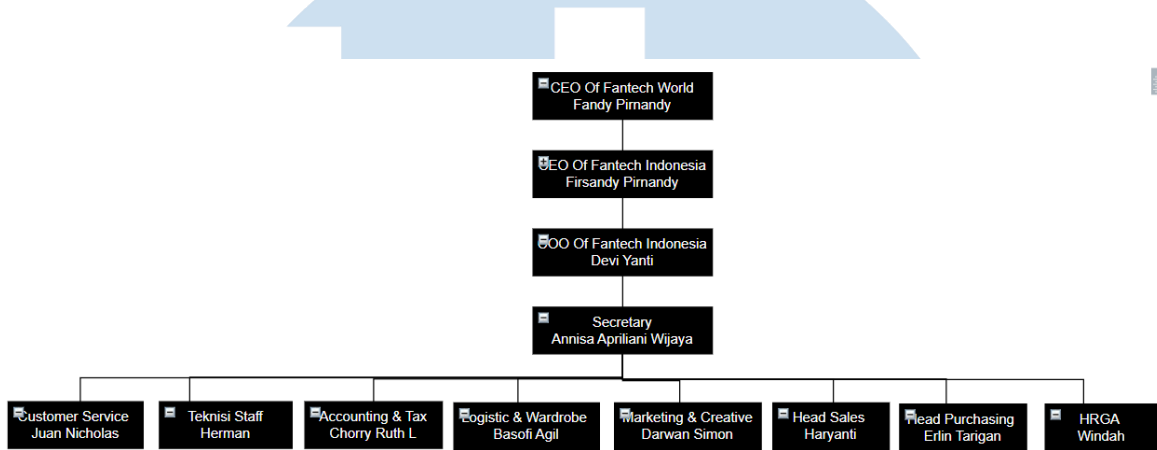 CEO Of Fantech World
Fandy Pirnandy
CEO Of Fantech Indonesia
Firsandy Pirnandy
COO Of Fantech Indonesia
Devi Yanti
Secretary
Annisa Apriliani Wijaya
Customer Service
Juan Nicholas
Teknisi Staff
Herman
Accounting & Tax
Chorry Ruth L
Logistic & Wardrobe
Basofi Agil
Marketing & Creative
Darwan Simon
Head Sales
Haryanti
Head Purchasing
Erlin Tarigan
HRGA
Windah